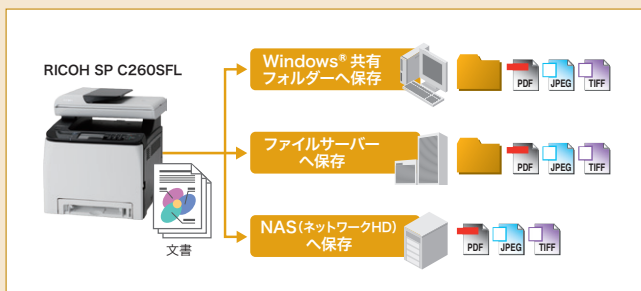 RICOH SP C260SFL
文書
Windows® 共有
フォルダーへ保存
PDF JPEG TIFF
ファイルサーバー
へ保存
PDF JPEG TIFF
NAS(ネットワークHD)
へ保存
PDF JPEG TIFF